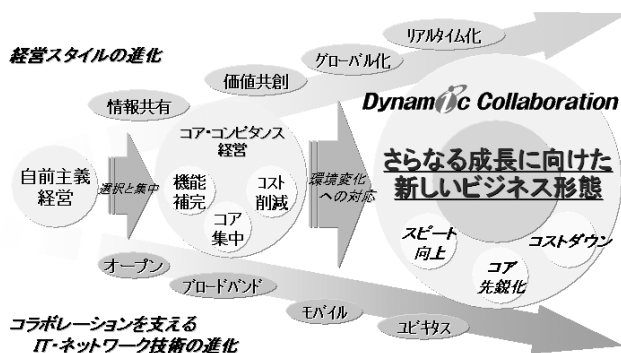 経営スタイルの進化
情報共有
価値共創
グローバル化
リアルタイム化
自前主義
経営
選択と集中
コア・コンピタンス
経営
機能
補完
コスト
削減
コア
集中
環境変化
への対応
Dynamic Collaboration
さらなる成長に向けた
新しいビジネス形態
スピート
向上
コア
先鋭化
コストダウン
オープン
ブロードバンド
モバイル
ユビキタス
コラボレーションを支える
IT・ネットワーク技術の進化